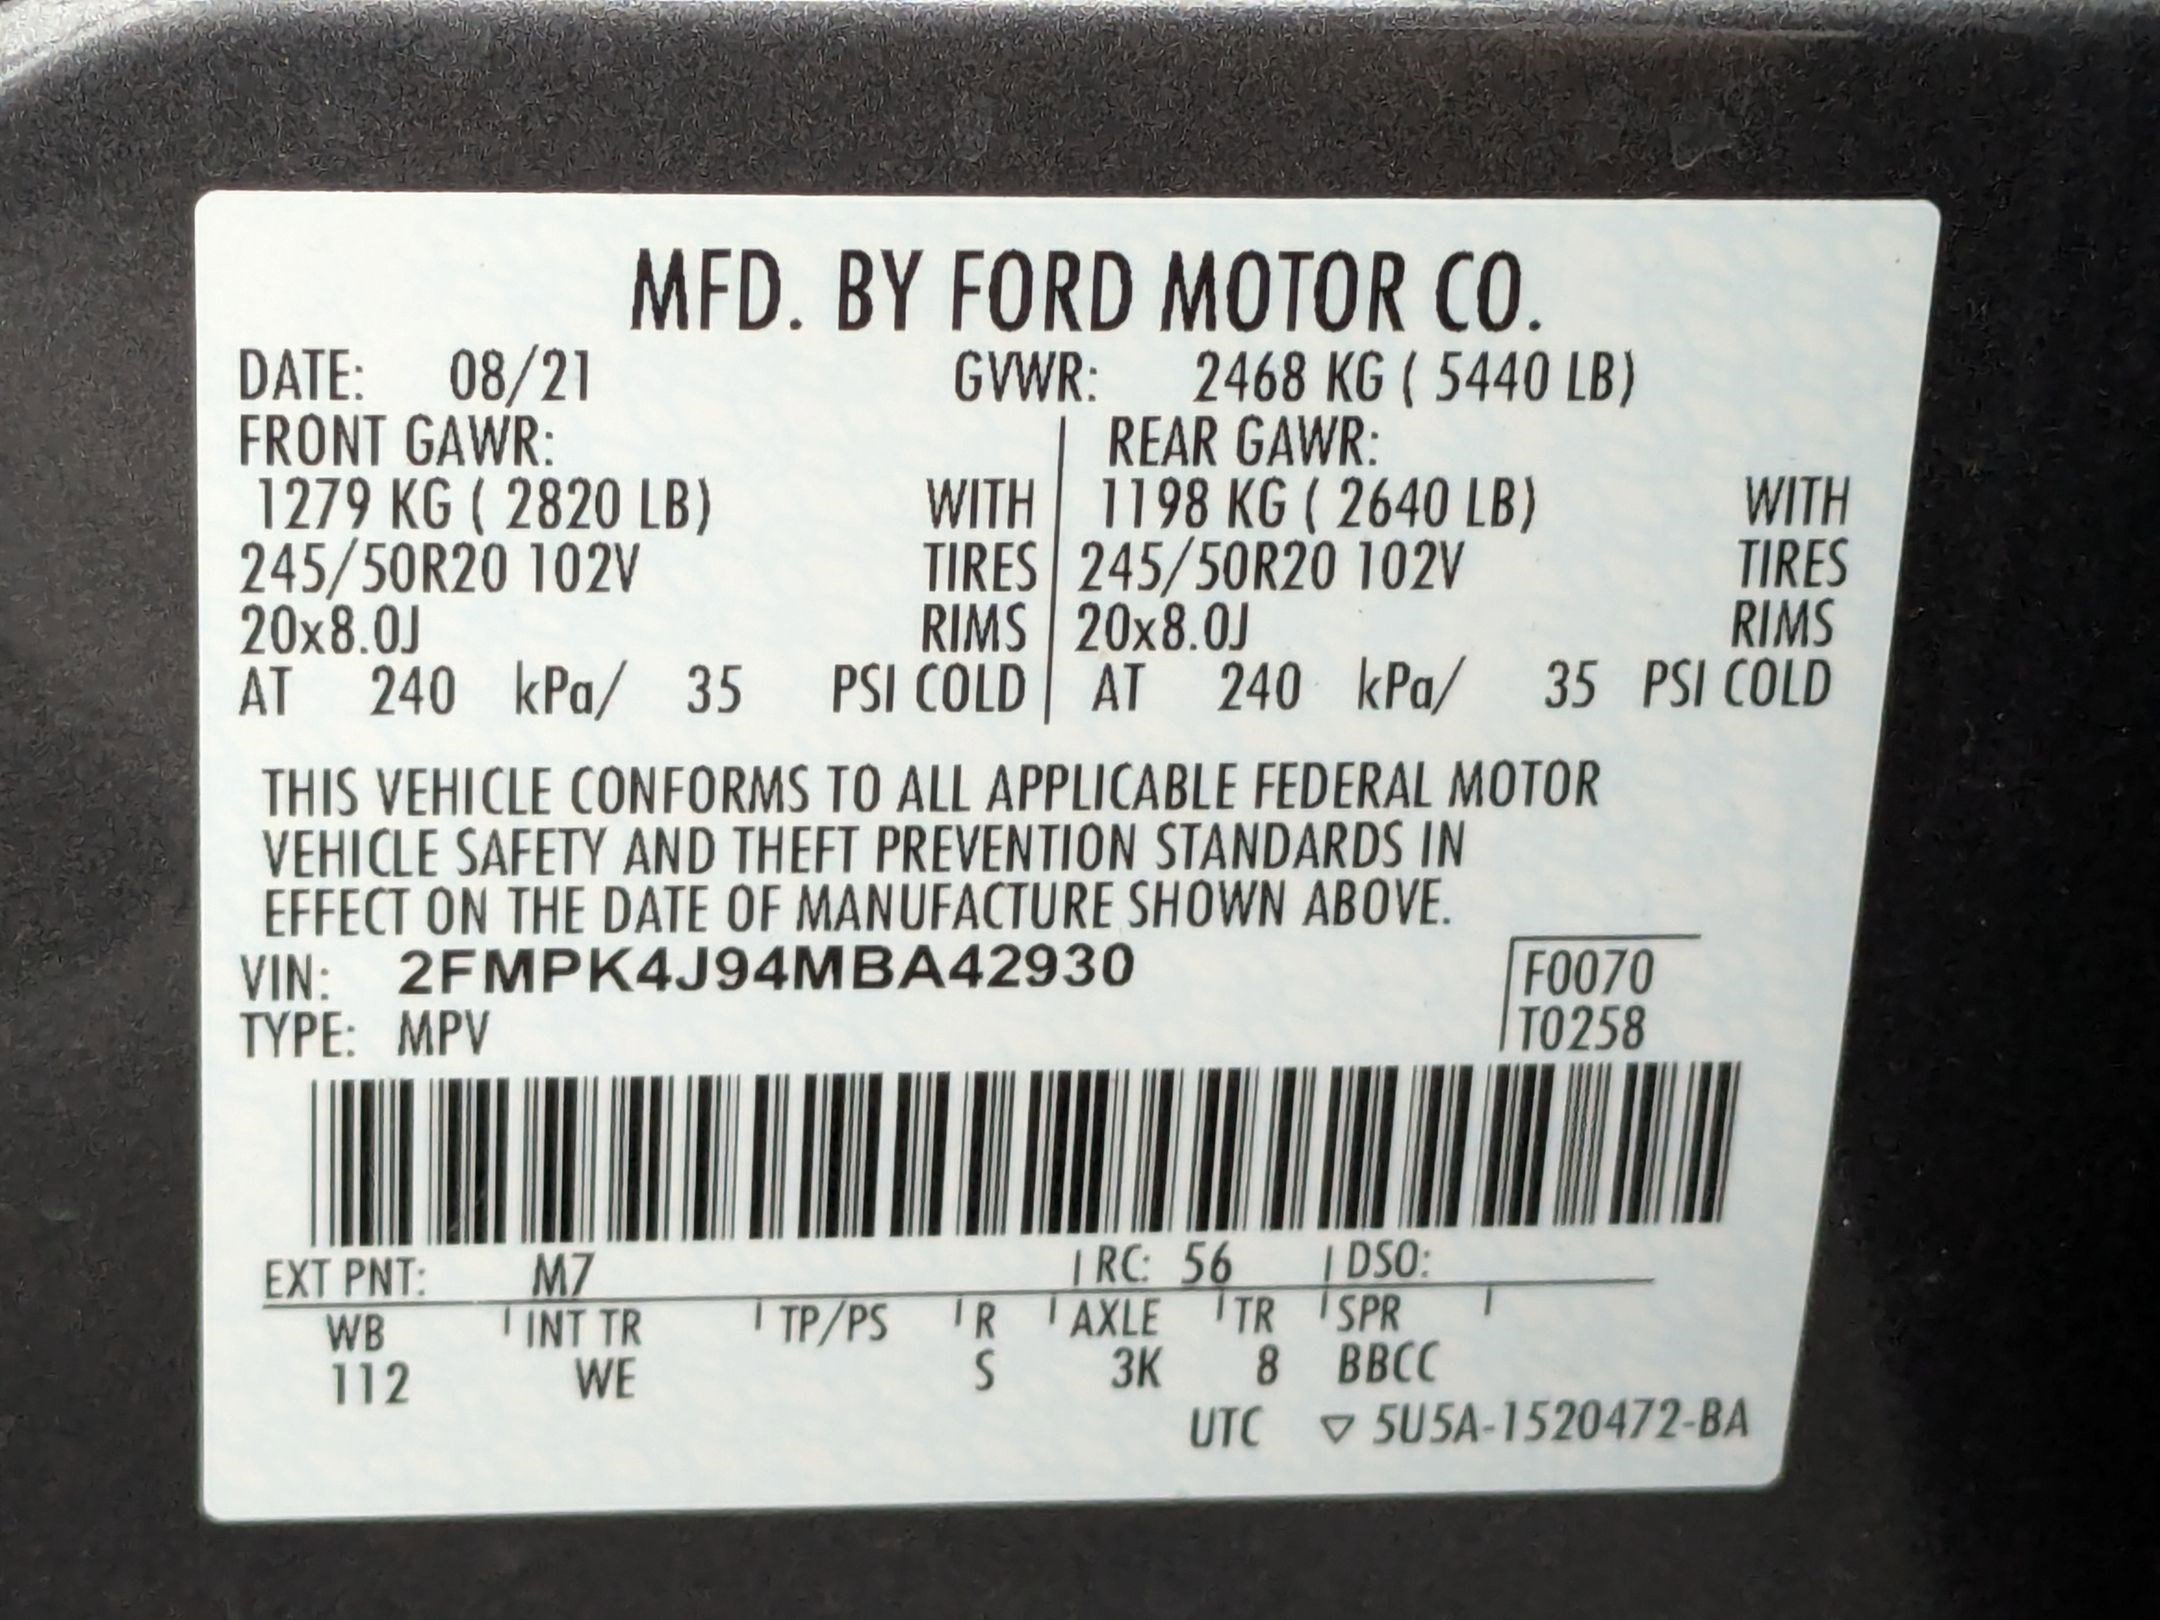 MFD. BY FORD MOTOR CO.
DATE: 08/21 GVWR: 2468 KG ( 5440 LB)
FRONT GAWR: REAR GAWR:
1279 KG ( 2820 LB) WITH 1198 KG ( 2640 LB) WITH
245/50R20 102V TIRES 245/50R20 102V TIRES
20x8.0J RIMS 20x8.0J RIMS
AT 240 kPa/ 35 PSI COLD AT 240 kPa/ 35 PSI COLD
THIS VEHICLE CONFORMS TO ALL APPLICABLE FEDERAL MOTOR
VEHICLE SAFETY AND THEFT PREVENTION STANDARDS IN
EFFECT ON THE DATE OF MANUFACTURE SHOWN ABOVE.
VIN: 2FMPK4J94MBA42930 F0070
TYPE: MPV T0258
EXT PNT: M7 RC: 56 DSO:
WB INT TR TP/PS R AXLE TR SPR
112 WE S 3K 8 BBCC
UTC ▽ 5U5A-1520472-BA